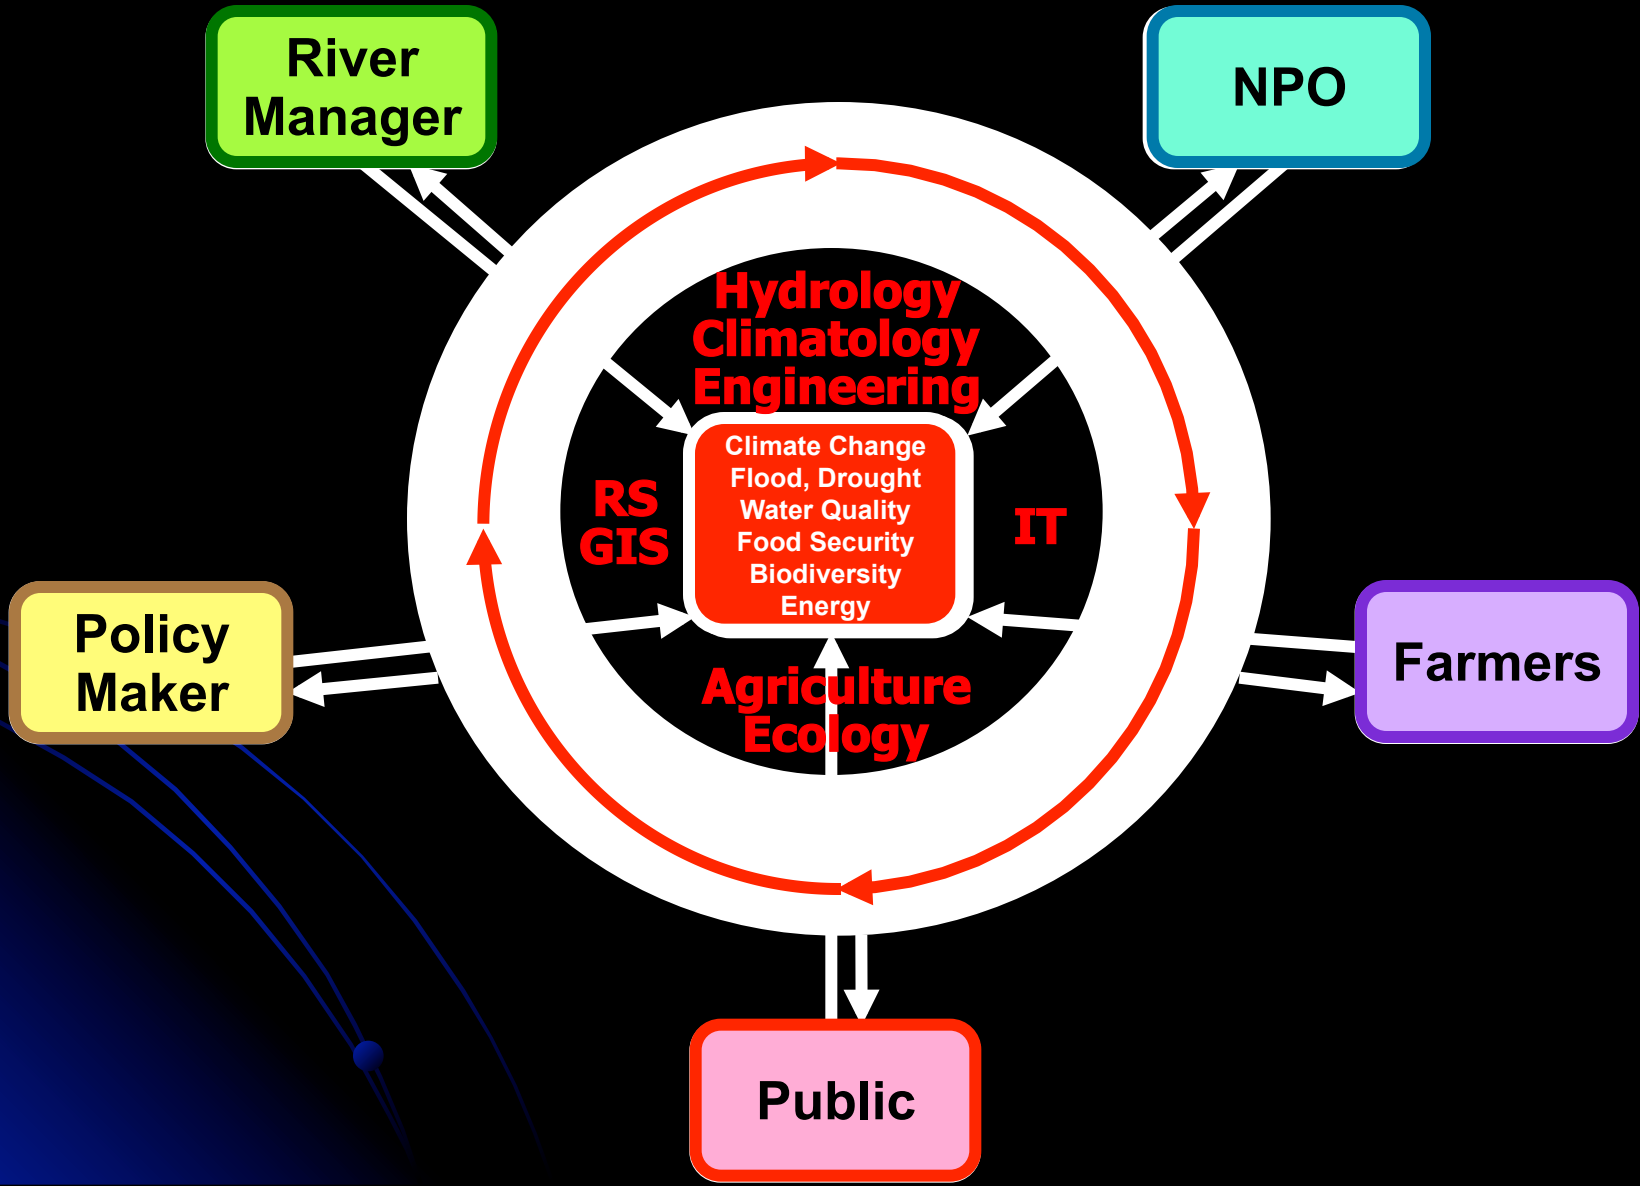 River
Manager
NPO
Hydrology
Climatology
Engineering
Climate Change
Flood, Drought
Water Quality
Food Security
Biodiversity
Energy
RS
GIS
IT
Policy
Maker
Farmers
Agriculture
Ecology
Public